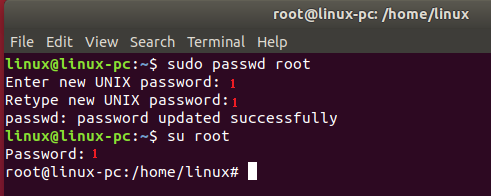 root@linux-pc: /home/linux
File Edit View Search Terminal Help
linux@linux-pc:~$ sudo passwd root
Enter new UNIX password: 1
Retype new UNIX password:1
passwd: password updated successfully
linux@linux-pc:~$ su root
Password: 1
root@linux-pc:/home/linux#